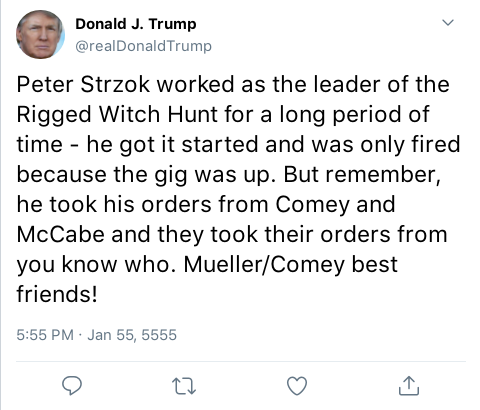 Donald J. Trump
@realDonaldTrump
Peter Strzok worked as the leader of the
Rigged Witch Hunt for a long period of
time - he got it started and was only fired
because the gig was up. But remember,
he took his orders from Comey and
McCabe and they took their orders from
you know who. Mueller/Comey best
friends!
5:55 PM · Jan 55, 5555